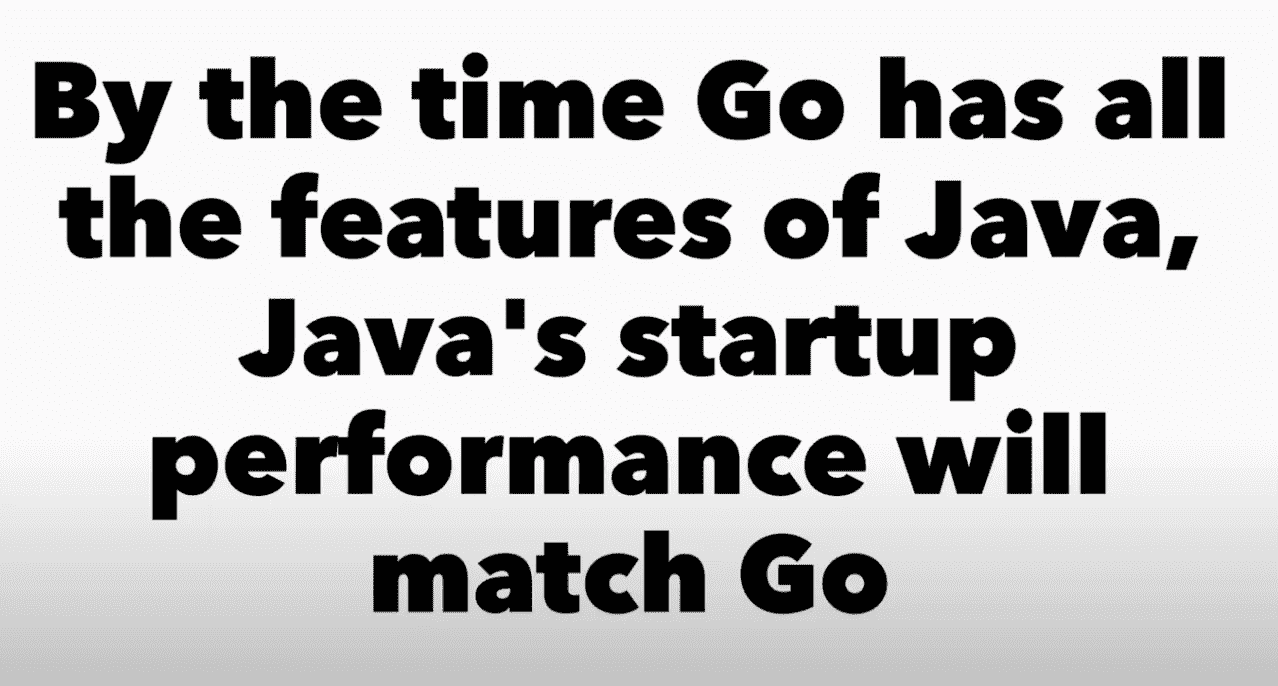 By the time Go has all
the features of Java,
Java's startup
performance will
match Go